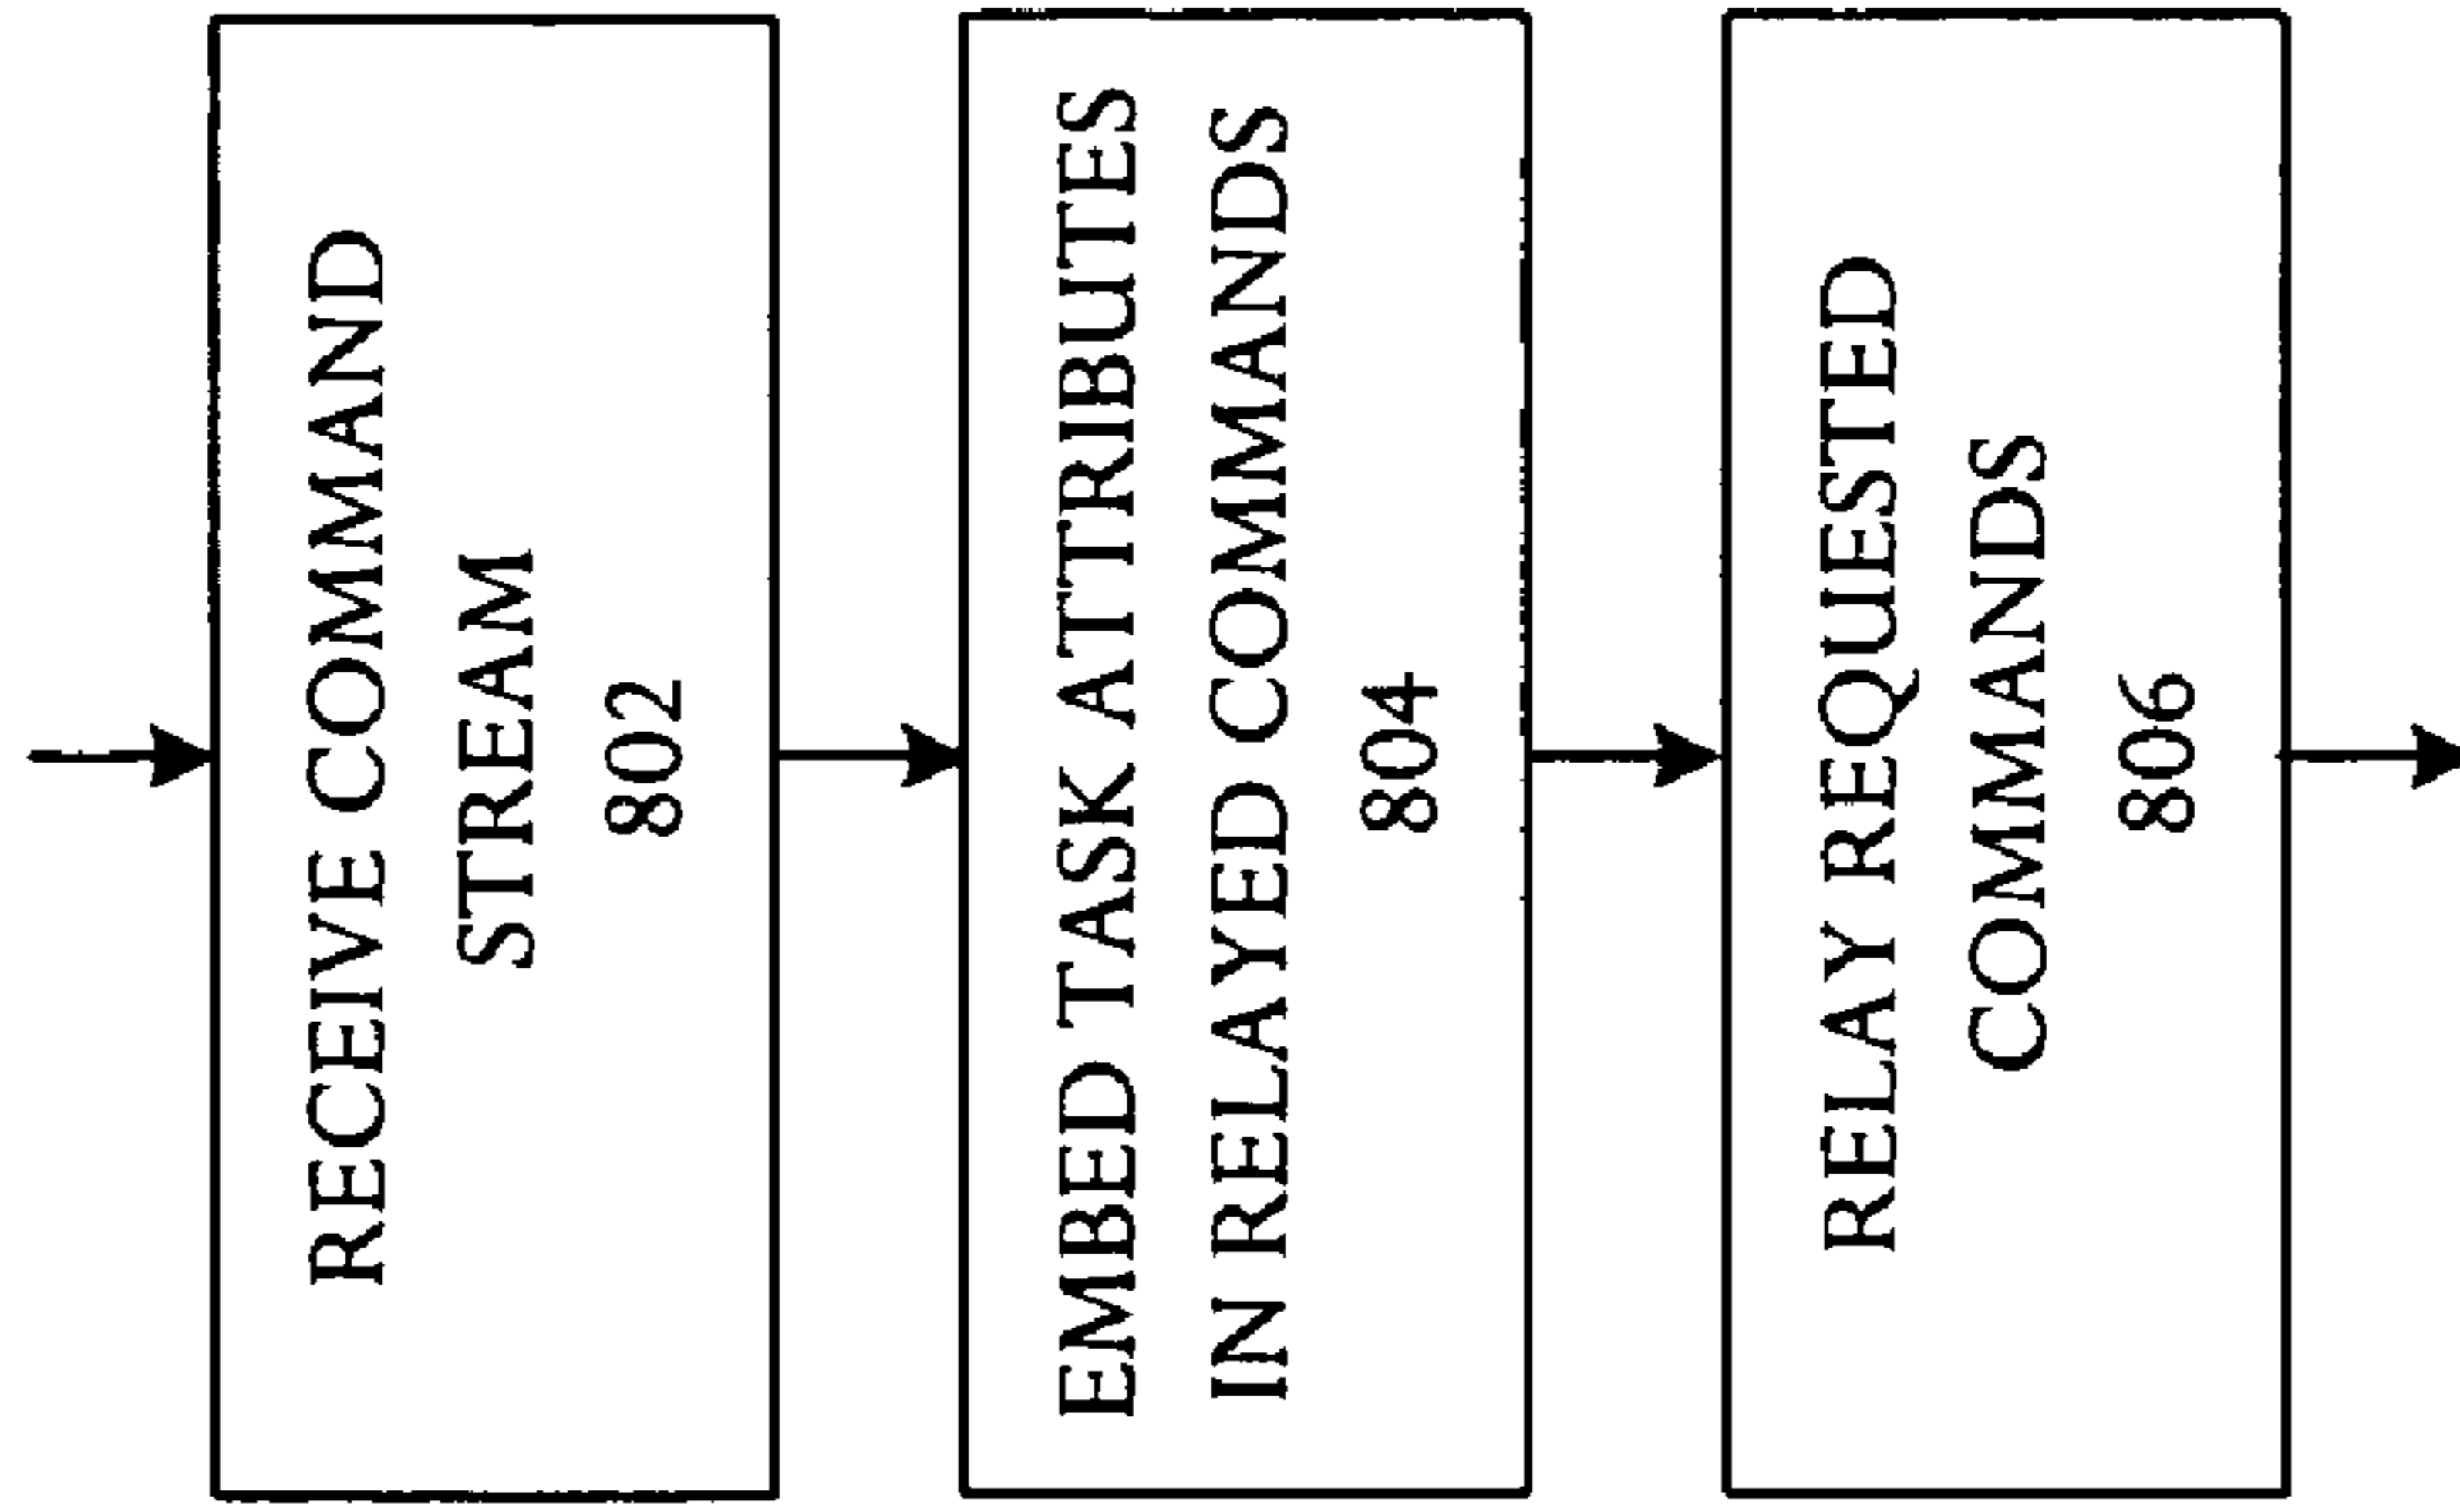 RECEIVE COMMAND
STREAM
802
EMBED TASK ATTRIBUTES
IN RELAYED COMMANDS
804
RELAY REQUESTED
COMMANDS
806